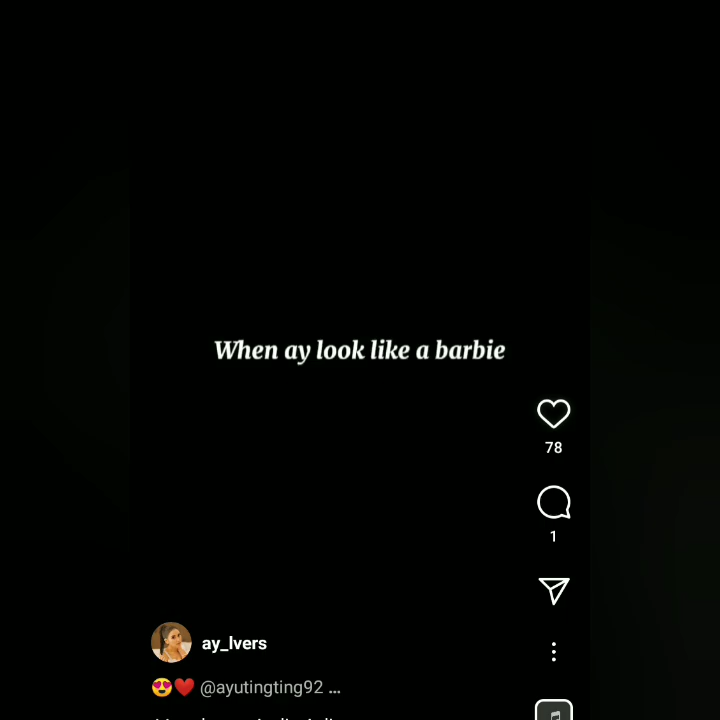 When ay look like a barbie
78
1
ay_lvers
😍❤️ @ayutingting92 ...